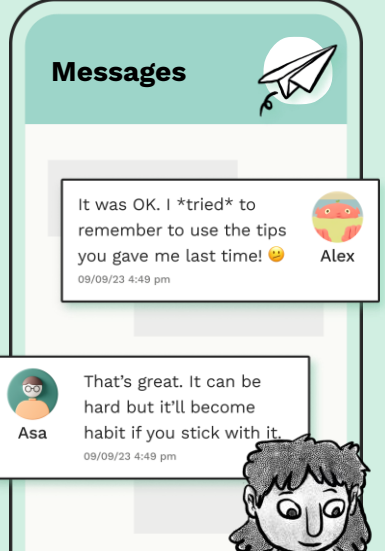 Messages
It was OK. I *tried* to
remember to use the tips
you gave me last time! 🫤
Alex
09/09/23 4:49 pm
That’s great. It can be
hard but it’ll become
habit if you stick with it.
Asa
09/09/23 4:49 pm